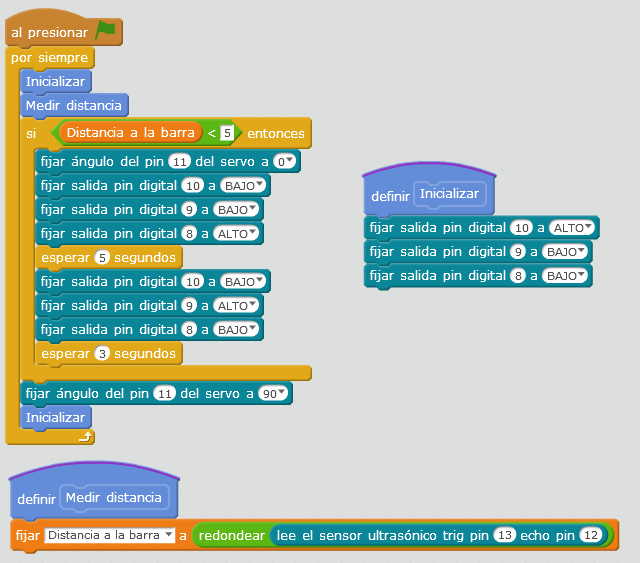 al presionar
por siempre
Inicializar
Medir distancia
si Distancia a la barra < 5 entonces
fijar ángulo del pin 11 del servo a 0
fijar salida pin digital 10 a BAJO
fijar salida pin digital 9 a BAJO
fijar salida pin digital 8 a ALTO
esperar 5 segundos
fijar salida pin digital 10 a BAJO
fijar salida pin digital 9 a ALTO
fijar salida pin digital 8 a BAJO
esperar 3 segundos
fijar ángulo del pin 11 del servo a 90
Inicializar
definir Inicializar
fijar salida pin digital 10 a ALTO
fijar salida pin digital 9 a BAJO
fijar salida pin digital 8 a BAJO
definir Medir distancia
fijar Distancia a la barra a redondear lee el sensor ultrasónico trig pin 13 echo pin 12